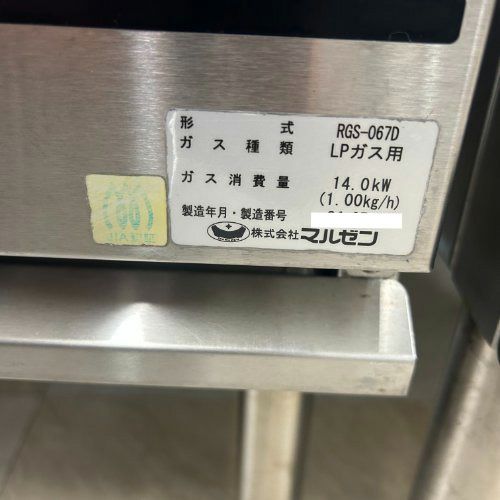 形 式 RGS-067D
ガス種類 LPガス用
ガス消費量 14.0kW
(1.00kg/h)
製造年月・製造番号
株式会社マルゼン